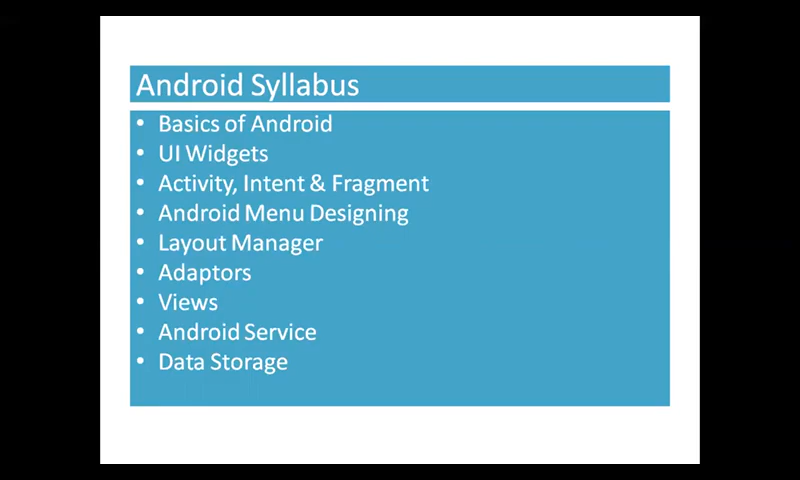 Android Syllabus
• Basics of Android
• UI Widgets
• Activity, Intent & Fragment
• Android Menu Designing
• Layout Manager
• Adaptors
• Views
• Android Service
• Data Storage